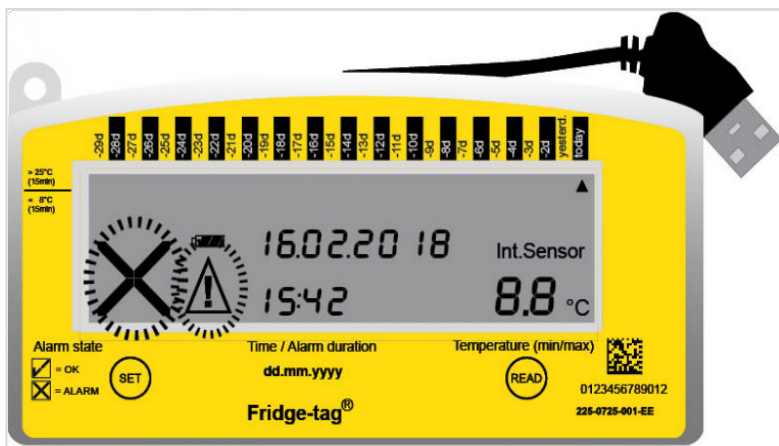 -29d -28d -27d -26d -25d -24d -23d -22d -21d -20d -19d -18d -17d -16d -15d -14d -13d -12d -11d -10d -9d -8d -7d -6d -5d -4d -3d -2d yesterd. today
> 25°C
(15min)
< 8°C
(15min)
16.02.2018 Int.Sensor
15:42 8.8 °C
Alarm state Time / Alarm duration Temperature (min/max)
= OK SET dd.mm.yyyy READ
= ALARM 0123456789012
Fridge-tag® 225-0725-001-EE